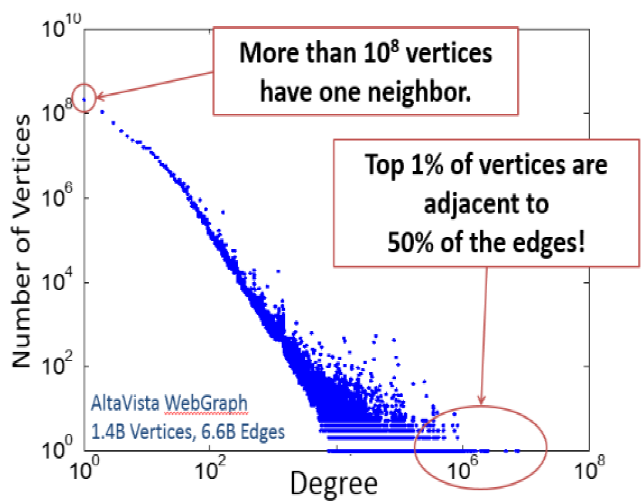 10^10
More than 10^8 vertices
have one neighbor.
10^8
Top 1% of vertices are
adjacent to
50% of the edges!
10^6
10^4
10^2
10^0
Number of Vertices
AltaVista WebGraph
1.4B Vertices, 6.6B Edges
10^0
10^2
10^4
10^6
10^8
Degree